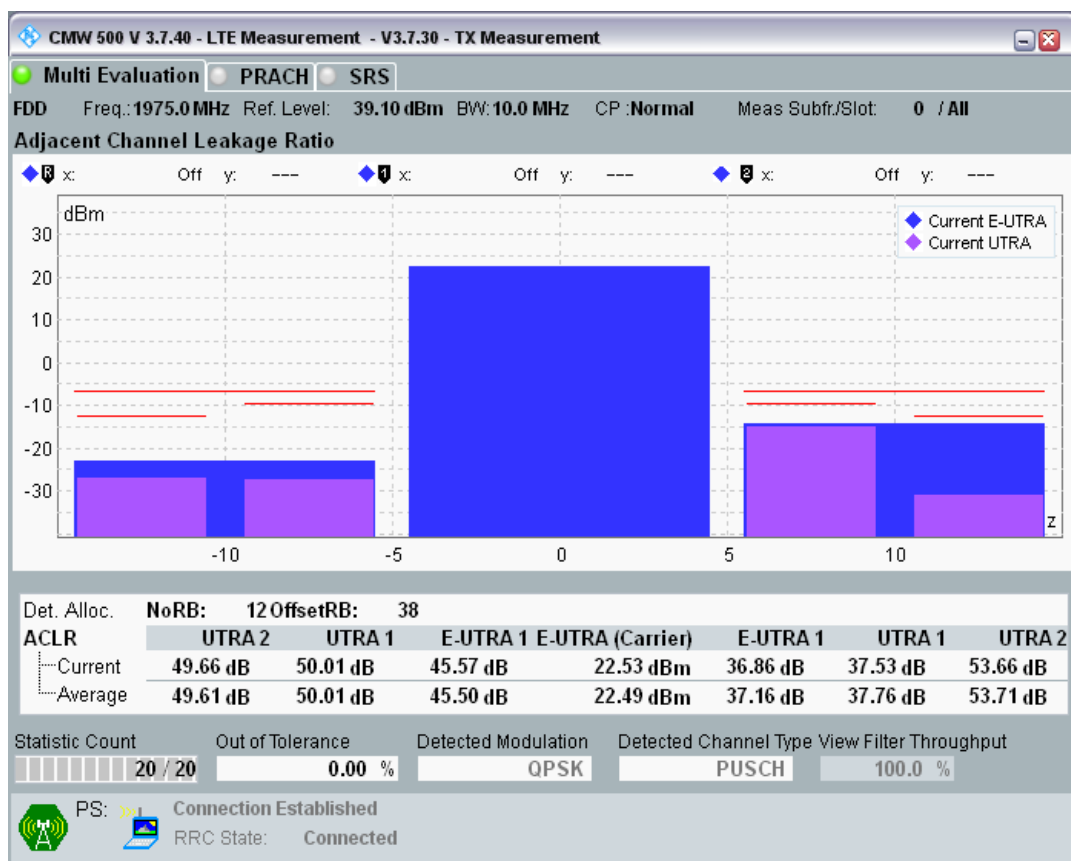 CMW 500 V 3.7.40 - LTE Measurement - V3.7.30 - TX Measurement
Multi Evaluation PRACH SRS
FDD Freq.: 1975.0 MHz Ref. Level: 39.10 dBm BW: 10.0 MHz CP :Normal Meas Subfr./Slot: 0 / All
Adjacent Channel Leakage Ratio
R x: Off y: --- 1 x: Off y: --- 2 x: Off y: ---
dBm
Current E-UTRA
Current UTRA
30
20
10
0
-10
-20
-30
z
-10 -5 0 5 10
Det. Alloc. NoRB: 12 OffsetRB: 38
ACLR UTRA 2 UTRA 1 E-UTRA 1 E-UTRA (Carrier) E-UTRA 1 UTRA 1 UTRA 2
Current 49.66 dB 50.01 dB 45.57 dB 22.53 dBm 36.86 dB 37.53 dB 53.66 dB
Average 49.61 dB 50.01 dB 45.50 dB 22.49 dBm 37.16 dB 37.76 dB 53.71 dB
Statistic Count Out of Tolerance Detected Modulation Detected Channel Type View Filter Throughput
20 / 20 0.00 % QPSK PUSCH 100.0 %
PS: Connection Established
RRC State: Connected